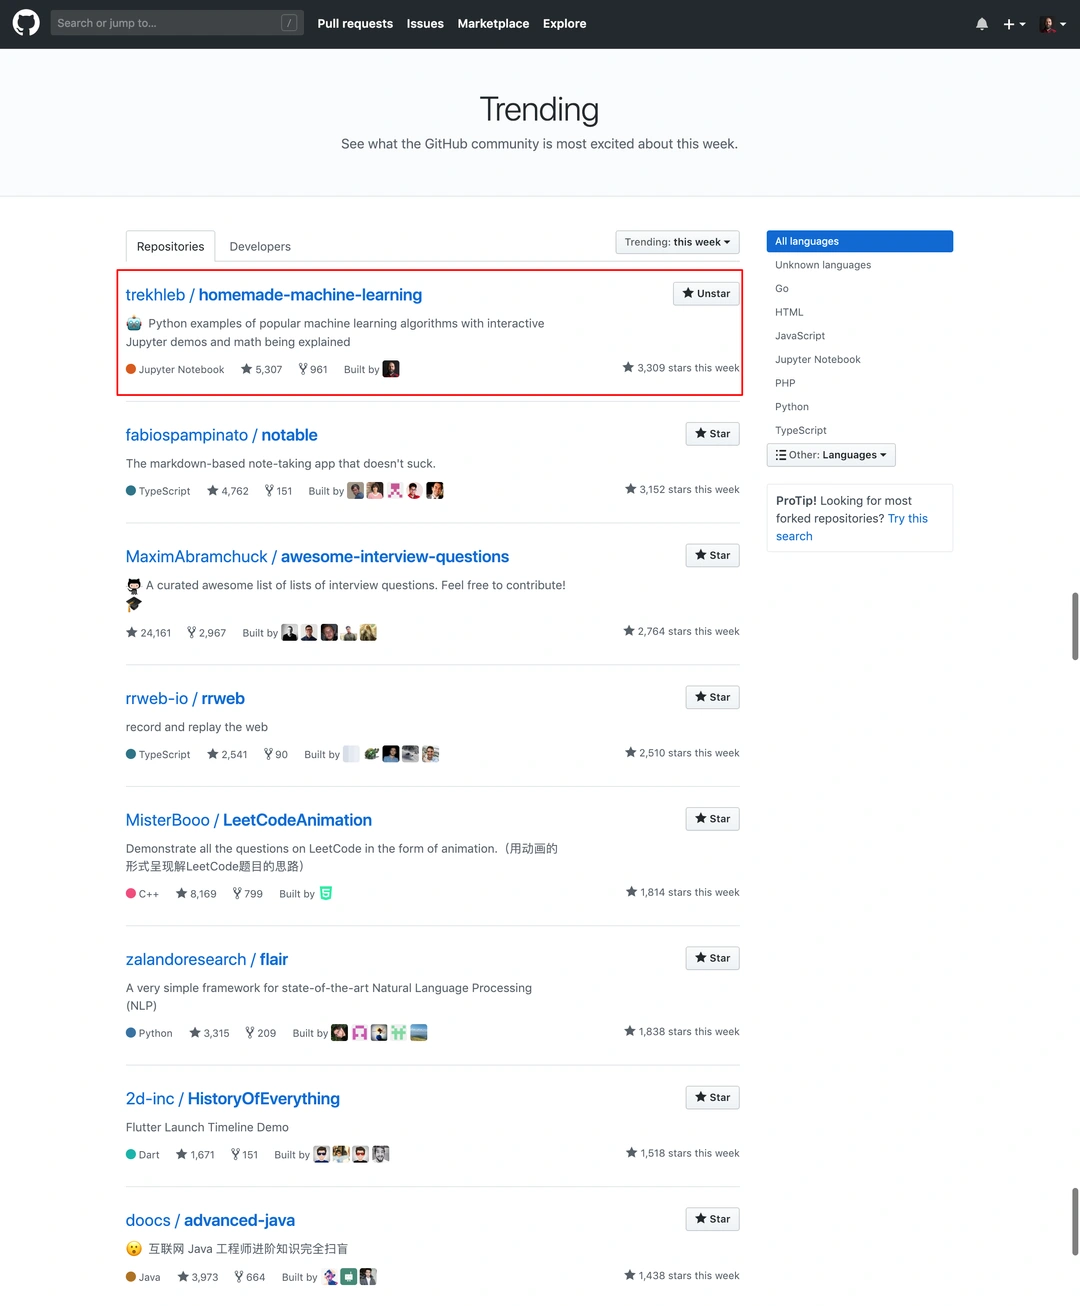 Search or jump to... /
Pull requests Issues Marketplace Explore
Trending
See what the GitHub community is most excited about this week.
Repositories Developers
Trending: this week
trekhleb / homemade-machine-learning
Unstar
Python examples of popular machine learning algorithms with interactive
Jupyter demos and math being explained
Jupyter Notebook 5,307 961 Built by
3,309 stars this week
fabiospampinato / notable
Star
The markdown-based note-taking app that doesn't suck.
TypeScript 4,762 151 Built by
3,152 stars this week
MaximAbramchuck / awesome-interview-questions
Star
A curated awesome list of lists of interview questions. Feel free to contribute!
24,161 2,967 Built by
2,764 stars this week
rrweb-io / rrweb
Star
record and replay the web
TypeScript 2,541 90 Built by
2,510 stars this week
MisterBooo / LeetCodeAnimation
Star
Demonstrate all the questions on LeetCode in the form of animation.（用动画的
形式呈现解LeetCode题目的思路）
C++ 8,169 799 Built by
1,814 stars this week
zalandoresearch / flair
Star
A very simple framework for state-of-the-art Natural Language Processing
(NLP)
Python 3,315 209 Built by
1,838 stars this week
2d-inc / HistoryOfEverything
Star
Flutter Launch Timeline Demo
Dart 1,671 151 Built by
1,518 stars this week
doocs / advanced-java
Star
互联网 Java 工程师进阶知识完全扫盲
Java 3,973 664 Built by
1,438 stars this week
All languages
Unknown languages
Go
HTML
JavaScript
Jupyter Notebook
PHP
Python
TypeScript
Other: Languages
ProTip! Looking for most
forked repositories? Try this
search